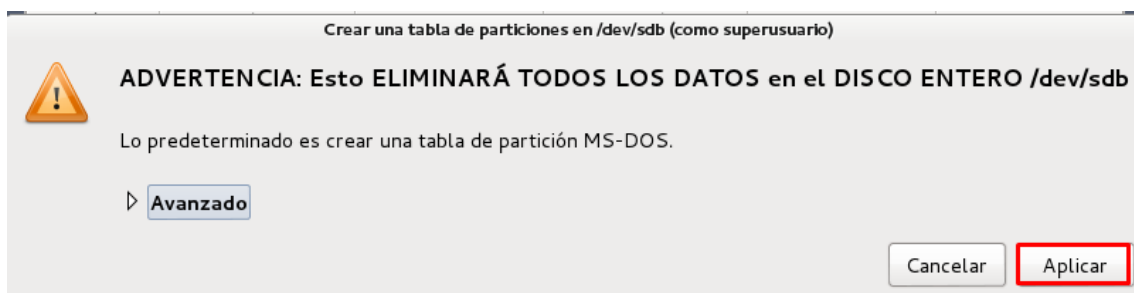 Crear una tabla de particiones en /dev/sdb (como superusuario)
ADVERTENCIA: Esto ELIMINARÁ TODOS LOS DATOS en el DISCO ENTERO /dev/sdb
Lo predeterminado es crear una tabla de partición MS-DOS.
Avanzado
Cancelar Aplicar